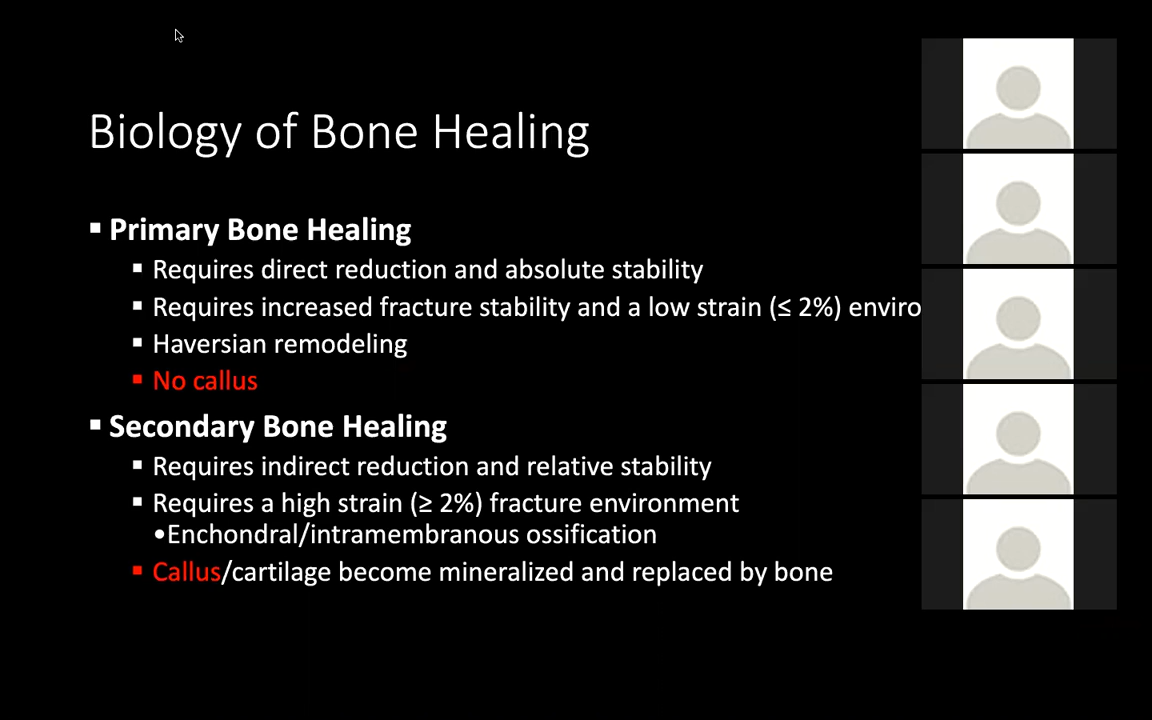 Biology of Bone Healing
▪ Primary Bone Healing
▪ Requires direct reduction and absolute stability
▪ Requires increased fracture stability and a low strain (≤ 2%) enviro
▪ Haversian remodeling
▪ No callus
▪ Secondary Bone Healing
▪ Requires indirect reduction and relative stability
▪ Requires a high strain (≥ 2%) fracture environment
•Enchondral/intramembranous ossification
▪ Callus/cartilage become mineralized and replaced by bone